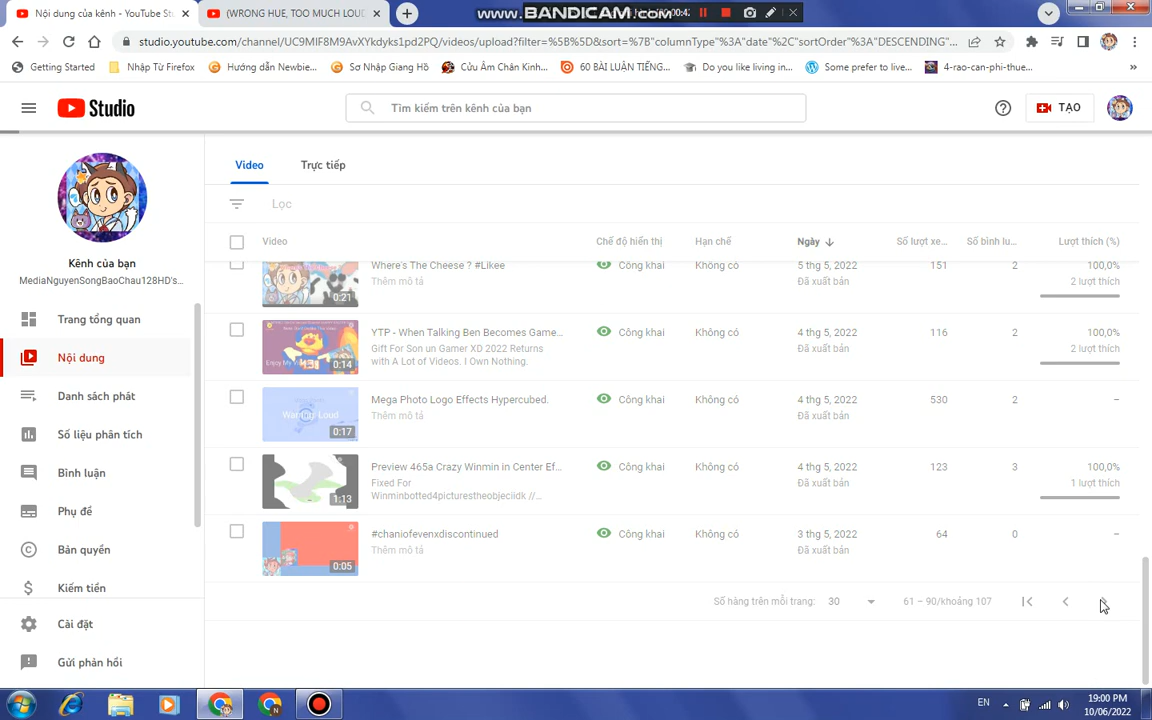 Nội dung của kênh - YouTube St
(WRONG HUE, TOO MUCH LOUD
www.BANDICAM.com
00:00:42
studio.youtube.com/channel/UC9MIF8M9AvXYkdyks1pd2PQ/videos/upload?filter=%5B%5D&sort=%7B"columnType"%3A"date"%2C"sortOrder"%3A"DESCENDING"...
Getting Started
Nhập Từ Firefox
Hướng dẫn Newbie...
Sơ Nhập Giang Hồ
Cửu Âm Chân Kinh...
60 BÀI LUẬN TIẾNG...
Do you like living in...
Some prefer to live...
4-rao-can-phi-thue...
Studio
Tìm kiếm trên kênh của bạn
TẠO
Video
Trực tiếp
Lọc
Video
Chế độ hiển thị
Hạn chế
Ngày
Số lượt xe...
Số bình lu...
Lượt thích (%)
Kênh của bạn
MediaNguyenSongBaoChau128HD's...
Trang tổng quan
Nội dung
Danh sách phát
Số liệu phân tích
Bình luận
Phụ đề
Bản quyền
Kiếm tiền
Cài đặt
Gửi phản hồi
0:21
Where's The Cheese ? #Likee
Thêm mô tả
Công khai
Không có
5 thg 5, 2022
Đã xuất bản
151
2
100,0%
2 lượt thích
0:14
YTP - When Talking Ben Becomes Game...
Gift For Son un Gamer XD 2022 Returns
with A Lot of Videos. I Own Nothing.
Công khai
Không có
4 thg 5, 2022
Đã xuất bản
116
2
100,0%
2 lượt thích
Warning: Loud
0:17
Mega Photo Logo Effects Hypercubed.
Thêm mô tả
Công khai
Không có
4 thg 5, 2022
Đã xuất bản
530
2
–
1:13
Preview 465a Crazy Winmin in Center Ef...
Fixed For
Winminbotted4picturestheobjeciidk //...
Công khai
Không có
4 thg 5, 2022
Đã xuất bản
123
3
100,0%
1 lượt thích
0:05
#chaniofevenxdiscontinued
Thêm mô tả
Công khai
Không có
3 thg 5, 2022
Đã xuất bản
64
0
–
Số hàng trên mỗi trang:
30
61 – 90/khoảng 107
EN
19:00 PM
10/06/2022